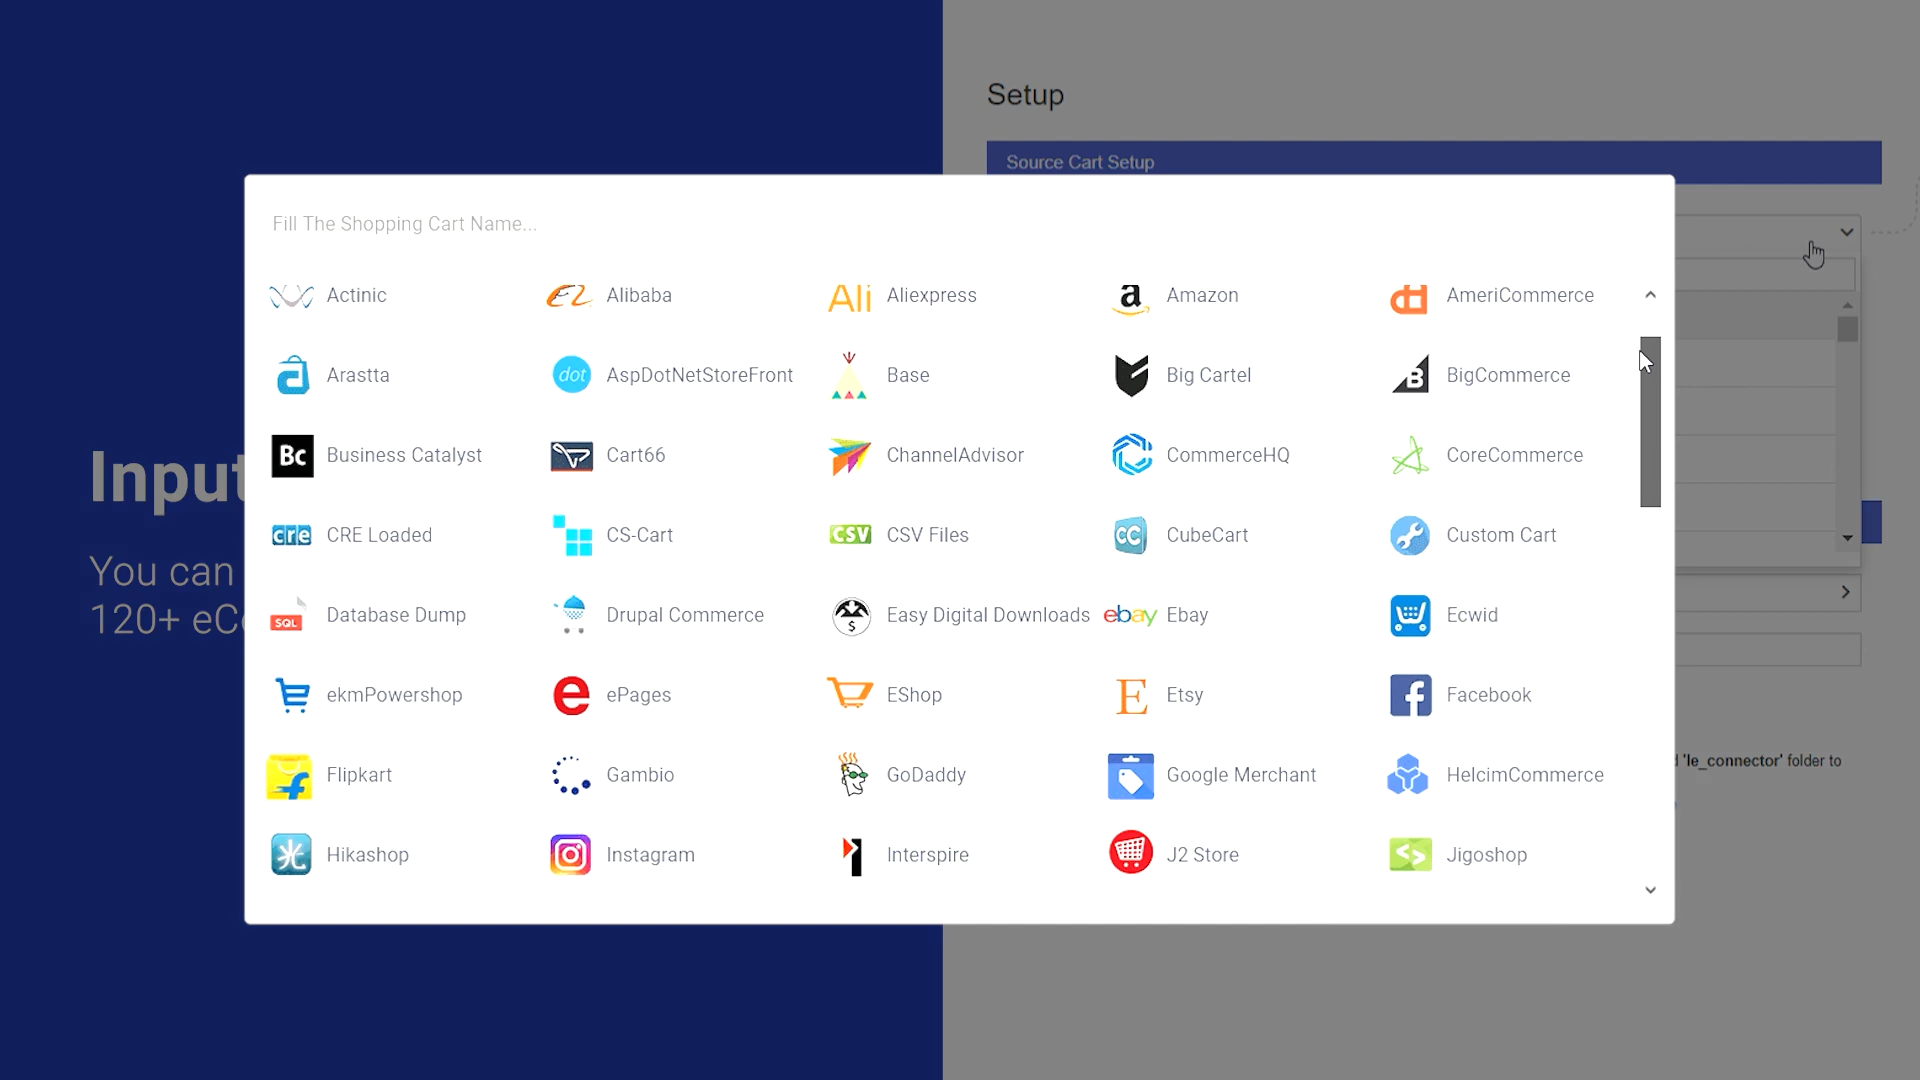 Setup
Source Cart Setup
Fill The Shopping Cart Name...
Actinic
Alibaba
Ali Aliexpress
a Amazon
AmeriCommerce
Arastta
dot AspDotNetStoreFront
Base
Big Cartel
B BigCommerce
Bc Business Catalyst
Cart66
ChannelAdvisor
CommerceHQ
CoreCommerce
cre CRE Loaded
CS-Cart
CSV CSV Files
CC CubeCart
Custom Cart
SQL Database Dump
Drupal Commerce
$ Easy Digital Downloads
ebay Ebay
Ecwid
ekmPowershop
e ePages
EShop
E Etsy
f Facebook
f Flipkart
Gambio
GoDaddy
Google Merchant
HelcimCommerce
Hikashop
Instagram
Interspire
J2 Store
Jigoshop
Input
You can
120+ eCo
'le_connector' folder to